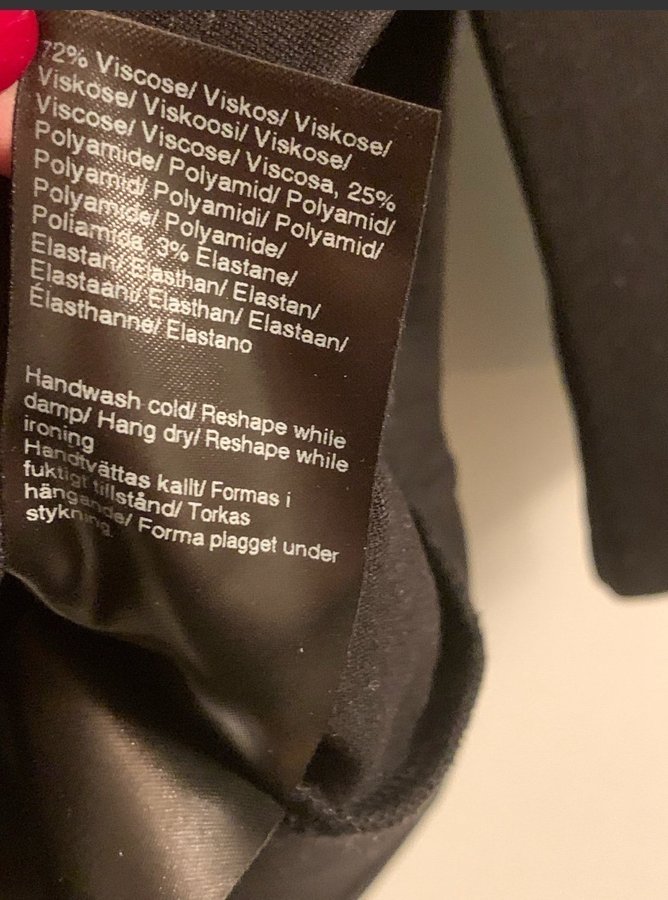 72% Viscose/ Viskos/ Viskose/
Viskose/ Viskoosi/ Viskose/
Viscose/ Viscose/ Viscosa, 25%
Polyamide/ Polyamid/ Polyamid/
Polyamid/ Polyamidi/ Polyamid/
Polyamide/ Polyamide/
Poliamida, 3% Elastane/
Elastan/ Elasthan/ Elastan/
Elastaani/ Elasthan/ Elastaan/
Élasthanne/ Elastano
Handwash cold/ Reshape while
damp/ Hang dry/ Reshape while
ironing
Handtvättas kallt/ Formas i
fuktigt tillstånd/ Torkas
hängande/ Forma plagget under
strykning